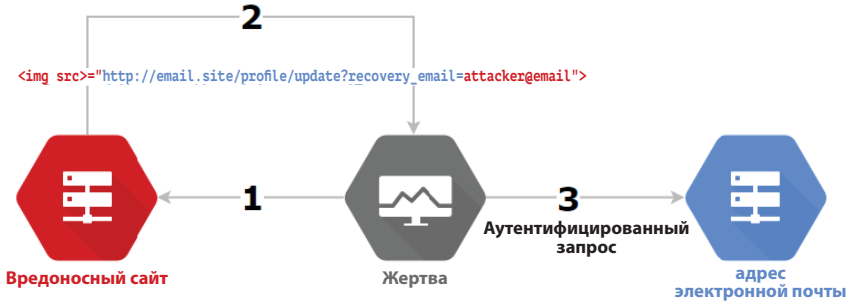 2
<img src>="http://email.site/profile/update?recovery_email=attacker@email">
1
3
Аутентифицированный
запрос
Вредоносный сайт
Жертва
адрес
электронной почты